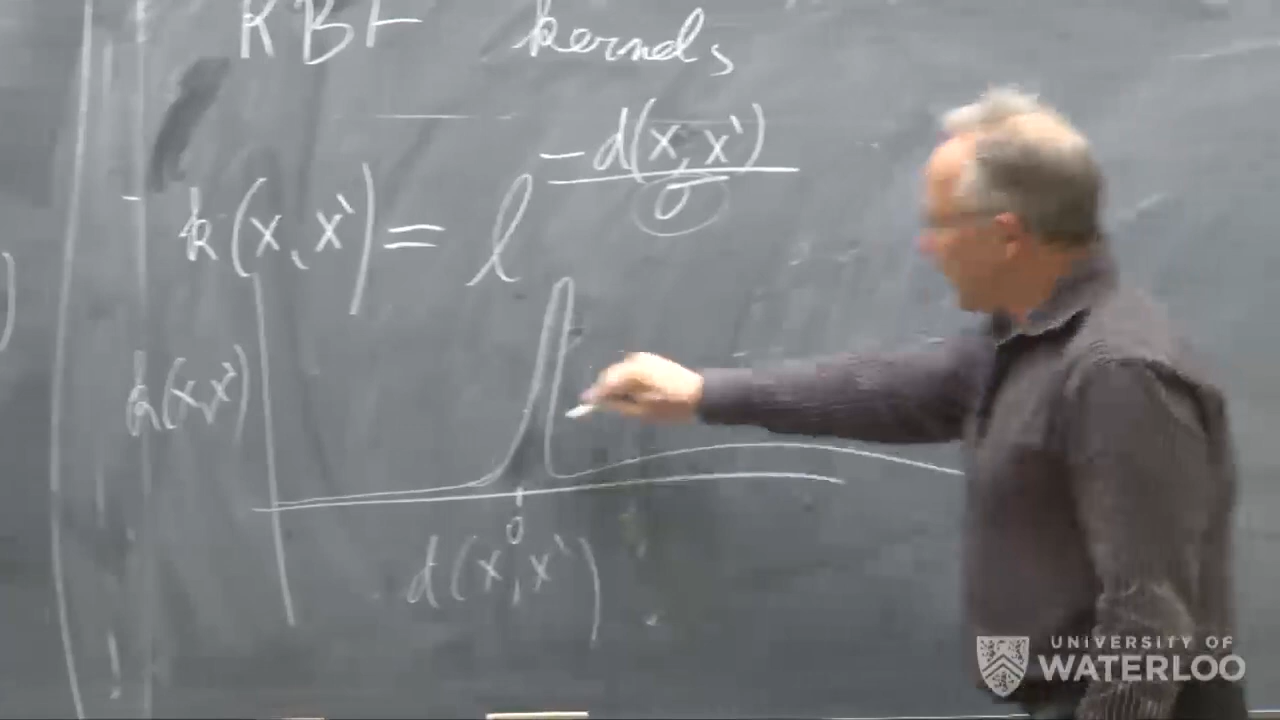 RBF kernels
k(x, x') = e^{-d(x, x')/σ}
k(x, x')
0
d(x, x')
)
UNIVERSITY OF
WATERLOO